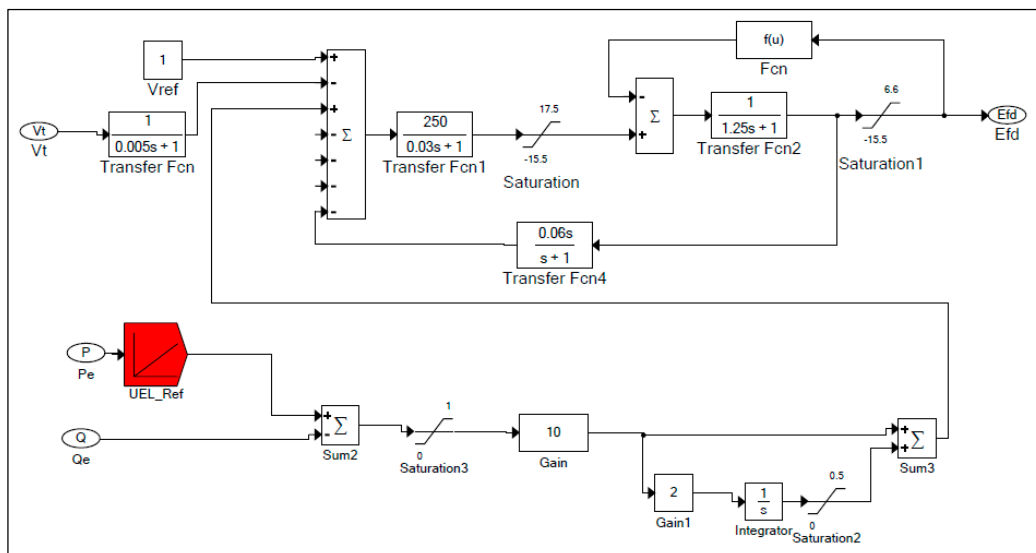 1
Vref
Vt
Vt
1
0.005s + 1
Transfer Fcn
+
-
+
-
-
-
-
Σ
250
0.03s + 1
Transfer Fcn1
17.5
-15.5
Saturation
-
+
Σ
f(u)
Fcn
1
1.25s + 1
Transfer Fcn2
6.6
-15.5
Saturation1
Efd
Efd
0.06s
s + 1
Transfer Fcn4
P
Pe
UEL_Ref
Q
Qe
+
-
Σ
Sum2
1
0
Saturation3
10
Gain
2
Gain1
1
s
Integrator
0.5
0
Saturation2
+
+
Σ
Sum3